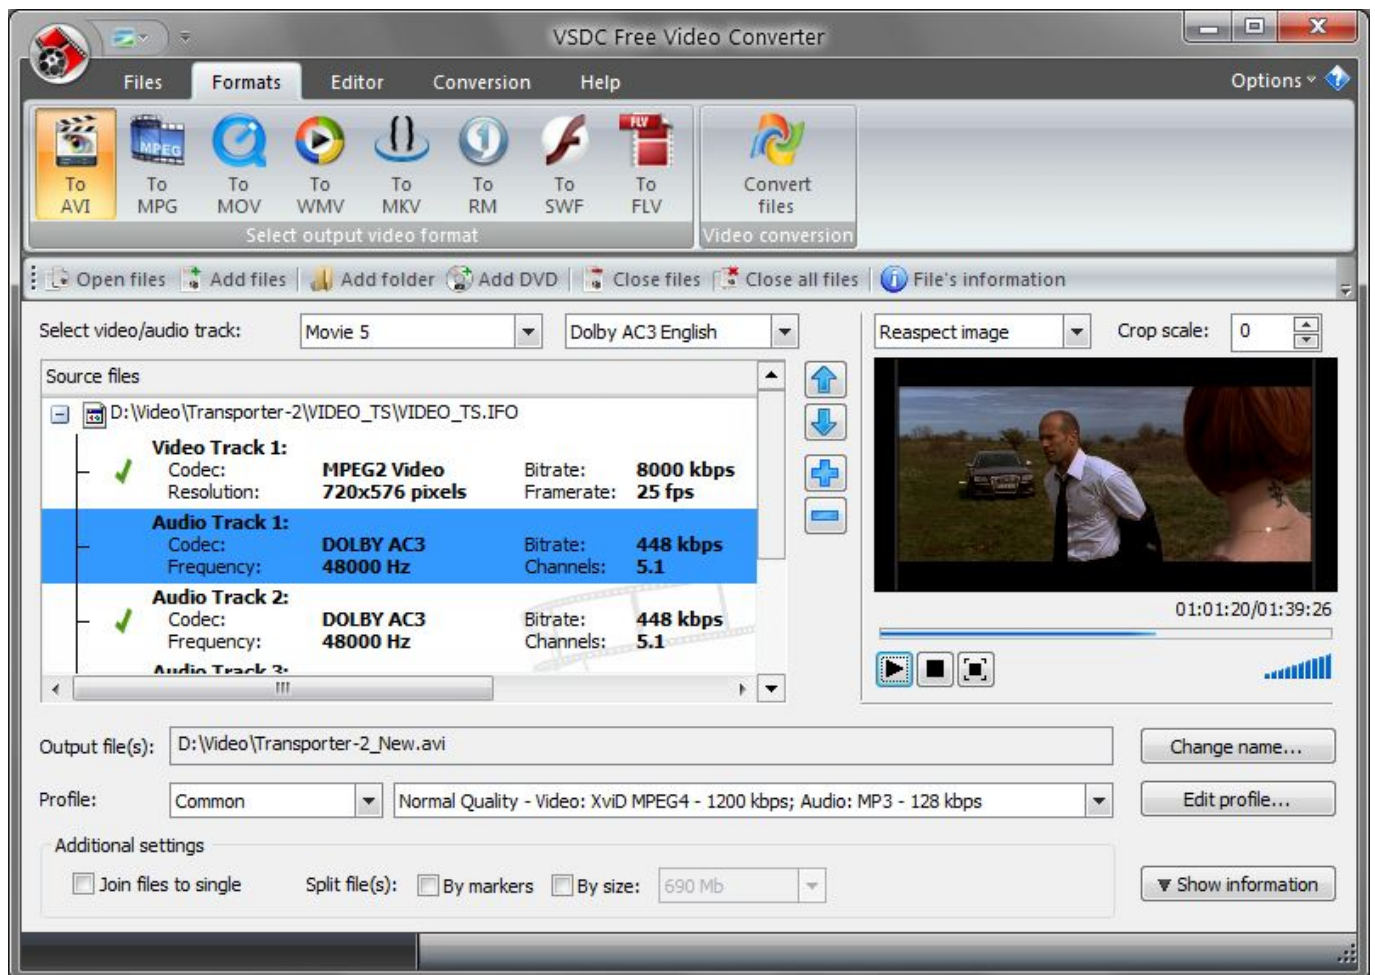 VSDC Free Video Converter
Files Formats Editor Conversion Help Options
MPEG FLV
To AVI To MPG To MOV To WMV To MKV To RM To SWF To FLV Convert files
Select output video format Video conversion
Open files Add files Add folder Add DVD Close files Close all files File's information
Select video/audio track: Movie 5 Dolby AC3 English Reaspect image Crop scale: 0
Source files
D:\Video\Transporter-2\VIDEO_TS\VIDEO_TS.IFO
Video Track 1:
Codec: MPEG2 Video Bitrate: 8000 kbps
Resolution: 720x576 pixels Framerate: 25 fps
Audio Track 1:
Codec: DOLBY AC3 Bitrate: 448 kbps
Frequency: 48000 Hz Channels: 5.1
Audio Track 2:
Codec: DOLBY AC3 Bitrate: 448 kbps
Frequency: 48000 Hz Channels: 5.1
Audio Track 3:
01:01:20/01:39:26
Output file(s): D:\Video\Transporter-2_New.avi Change name...
Profile: Common Normal Quality - Video: XviD MPEG4 - 1200 kbps; Audio: MP3 - 128 kbps Edit profile...
Additional settings
Join files to single Split file(s): By markers By size: 690 Mb Show information